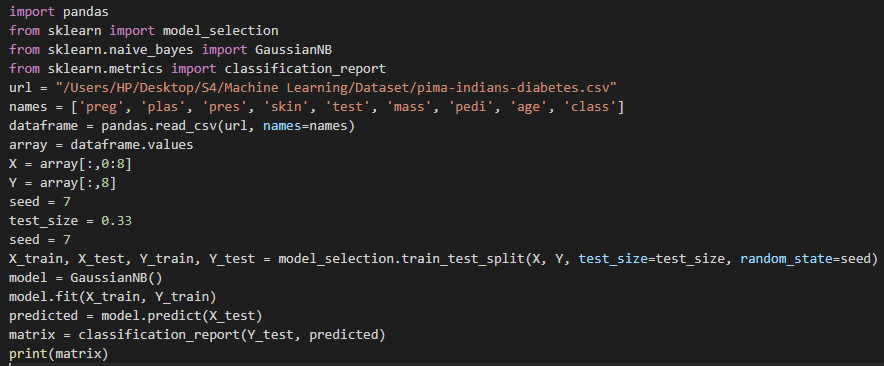 import pandas
from sklearn import model_selection
from sklearn.naive_bayes import GaussianNB
from sklearn.metrics import classification_report
url = "/Users/HP/Desktop/S4/Machine Learning/Dataset/pima-indians-diabetes.csv"
names = ['preg', 'plas', 'pres', 'skin', 'test', 'mass', 'pedi', 'age', 'class']
dataframe = pandas.read_csv(url, names=names)
array = dataframe.values
X = array[:,0:8]
Y = array[:,8]
seed = 7
test_size = 0.33
seed = 7
X_train, X_test, Y_train, Y_test = model_selection.train_test_split(X, Y, test_size=test_size, random_state=seed)
model = GaussianNB()
model.fit(X_train, Y_train)
predicted = model.predict(X_test)
matrix = classification_report(Y_test, predicted)
print(matrix)